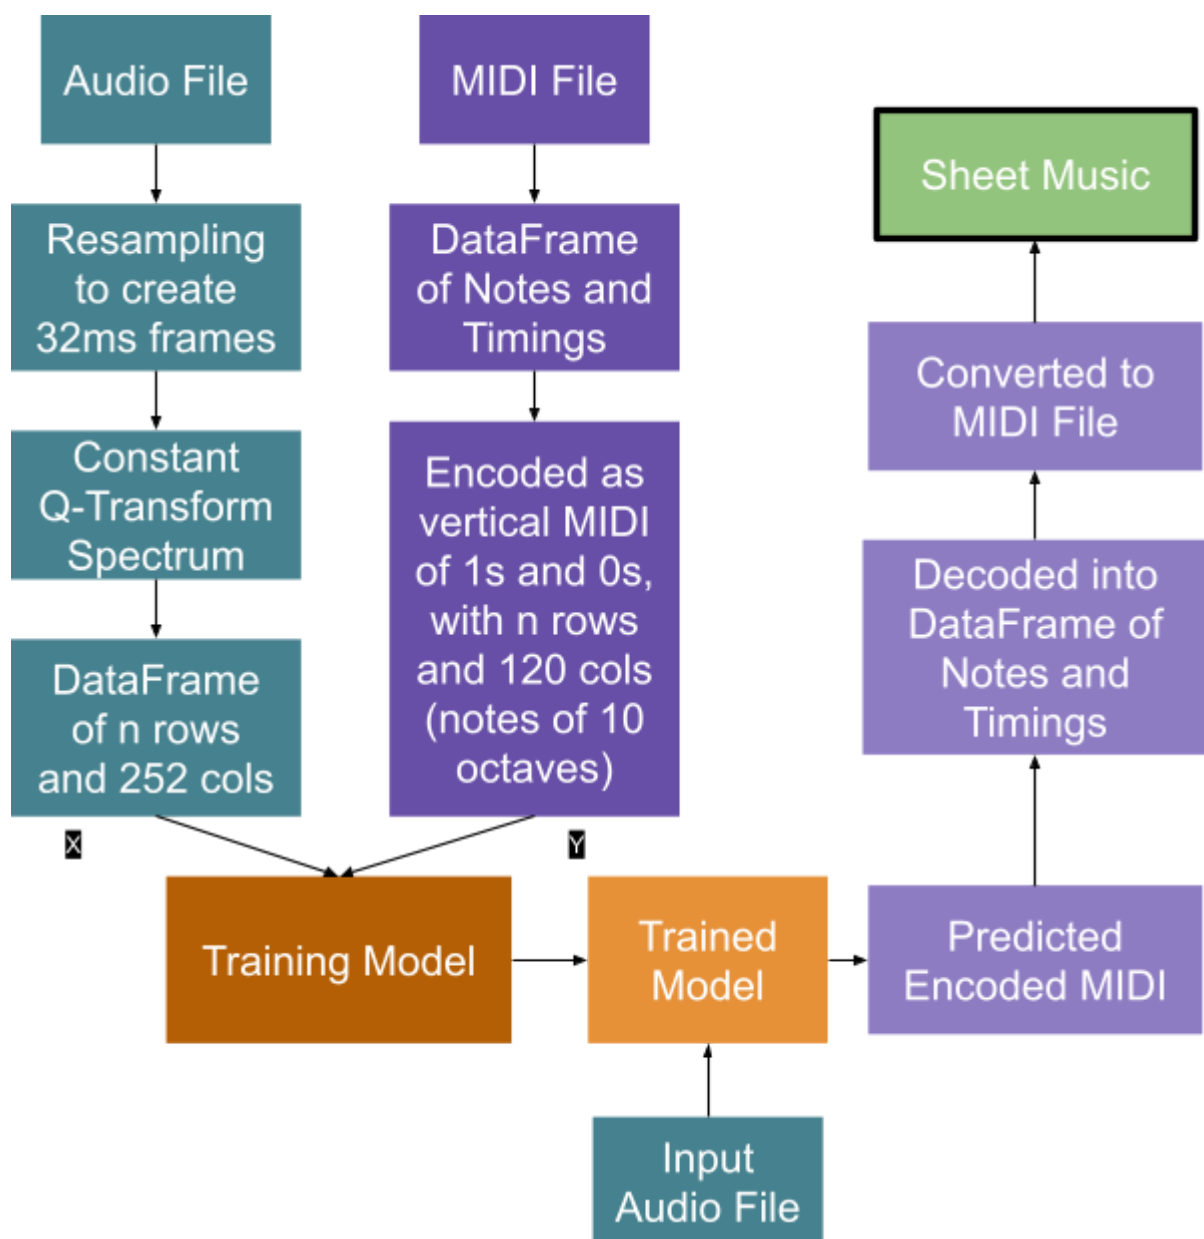 Audio File
MIDI File
Sheet Music
Resampling
to create
32ms frames
DataFrame
of Notes and
Timings
Converted to
MIDI File
Constant
Q-Transform
Spectrum
Encoded as
vertical MIDI
of 1s and 0s,
with n rows
and 120 cols
(notes of 10
octaves)
Decoded into
DataFrame of
Notes and
Timings
DataFrame
of n rows
and 252 cols
X
Y
Training Model
Trained
Model
Predicted
Encoded MIDI
Input
Audio File